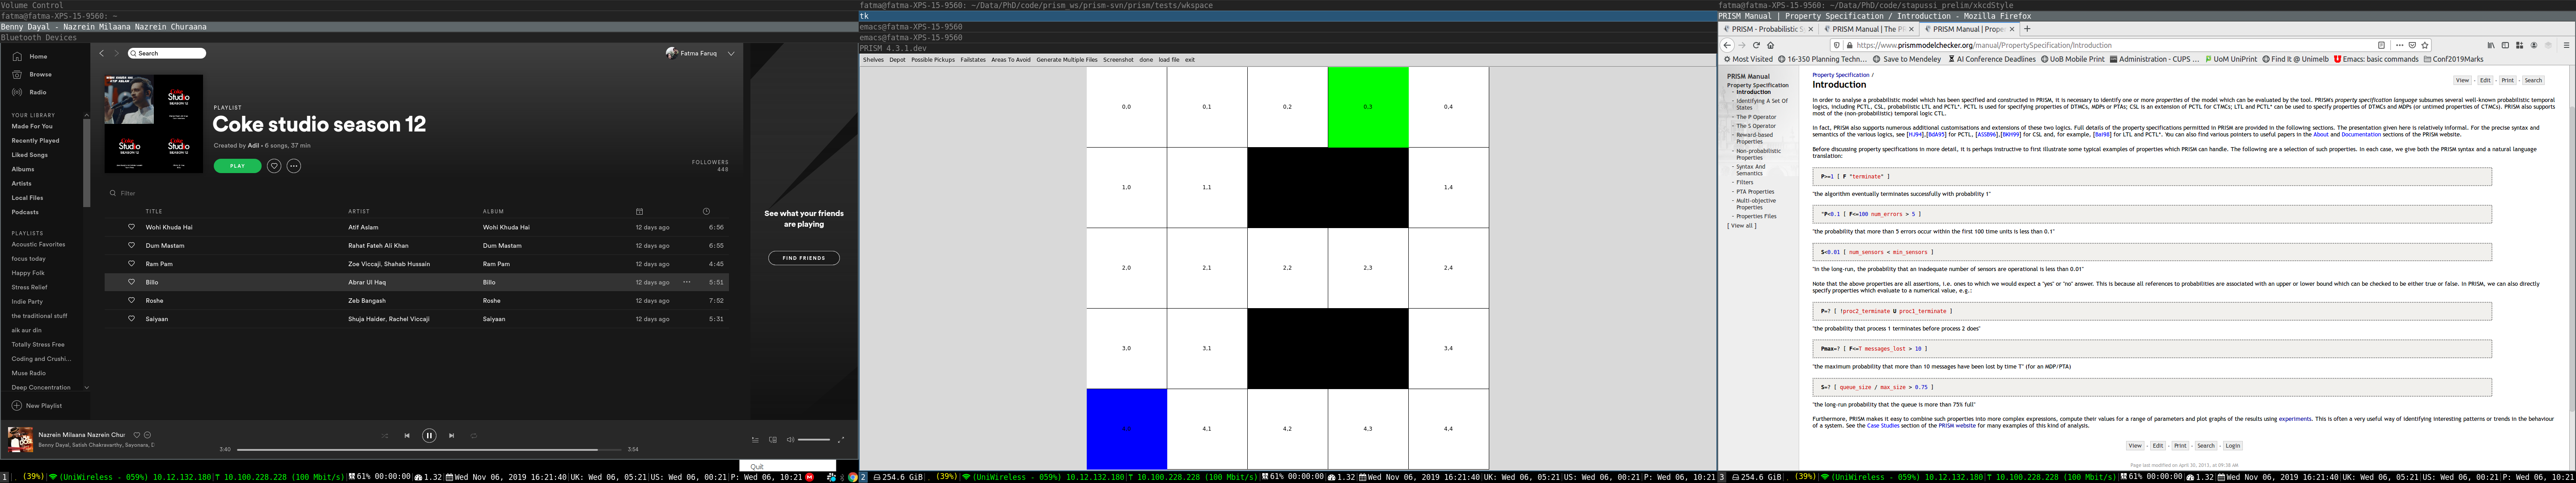 Volume Control
fatma@fatma-XPS-15-9560: ~
Benny Dayal - Nazrein Milaana Nazrein Churaana
Bluetooth Devices
Home
Browse
Radio
YOUR LIBRARY
Made For You
Recently Played
Liked Songs
Albums
Artists
Local Files
Podcasts
PLAYLISTS
Acoustic Favorites
focus today
Happy Folk
Stress Relief
Indie Party
the traditional stuff
aik aur din
Totally Stress Free
Coding and Crushi...
Muse Radio
Deep Concentration
New Playlist
Search
Fatma Faruq
PLAYLIST
Coke studio season 12
Created by Adil • 6 songs, 37 min
PLAY
FOLLOWERS
448
Filter
TITLE ARTIST ALBUM
Wohi Khuda Hai Atif Aslam Wohi Khuda Hai 12 days ago 6:56
Dum Mastam Rahat Fateh Ali Khan Dum Mastam 12 days ago 6:55
Ram Pam Zoe Viccaji, Shahab Hussain Ram Pam 12 days ago 4:45
Billo Abrar Ul Haq Billo 12 days ago 5:51
Roshe Zeb Bangash Roshe 12 days ago 7:52
Saiyaan Shuja Haider, Rachel Viccaji Saiyaan 12 days ago 5:31
See what your friends
are playing
FIND FRIENDS
Nazrein Milaana Nazrein Chur
Benny Dayal, Satish Chakravarthy, Sayonara, D
3:40 3:54
Quit
1 (39%) (UniWireless - 059%) 10.12.132.180 10.100.228.228 (100 Mbit/s) 61% 00:00:00 1.32 Wed Nov 06, 2019 16:21:40 UK: Wed 06, 05:21 US: Wed 06, 00:21 P: Wed 06, 10:21
fatma@fatma-XPS-15-9560: ~/Data/PhD/code/prism_ws/prism-svn/prism/tests/wkspace
tk
emacs@fatma-XPS-15-9560
emacs@fatma-XPS-15-9560
PRISM 4.3.1.dev
Shelves Depot Possible Pickups Failstates Areas To Avoid Generate Multiple Files Screenshot done load file exit
0,0 0,1 0,2 0,3 0,4
1,0 1,1 1,4
2,0 2,1 2,2 2,3 2,4
3,0 3,1 3,4
4,1 4,2 4,3 4,4
2 254.6 GiB (39%) (UniWireless - 059%) 10.12.132.180 10.100.228.228 (100 Mbit/s) 61% 00:00:00 1.32 Wed Nov 06, 2019 16:21:40 UK: Wed 06, 05:21 US: Wed 06, 00:21 P: Wed 06, 10:21
fatma@fatma-XPS-15-9560: ~/Data/PhD/code/stapussi_prelim/xkcdStyle
PRISM Manual | Property Specification / Introduction - Mozilla Firefox
PRISM - Probabilistic S PRISM Manual | The P PRISM Manual | Prope
https://www.prismmodelchecker.org/manual/PropertySpecification/Introduction
Most Visited 16-350 Planning Techn... Save to Mendeley AI Conference Deadlines UoB Mobile Print Administration - CUPS ... UoM UniPrint Find It @ Unimelb Emacs: basic commands Conf2019Marks
PRISM Manual
Property Specification
- Introduction
- Identifying A Set Of
States
- The P Operator
- The S Operator
- Reward-based
Properties
- Non-probabilistic
Properties
- Syntax And
Semantics
- Filters
- PTA Properties
- Multi-objective
Properties
- Properties Files
[ View all ]
Property Specification /
Introduction
View - Edit - Print - Search
In order to analyse a probabilistic model which has been specified and constructed in PRISM, it is necessary to identify one or more properties of the model which can be evaluated by the tool. PRISM's property specification language subsumes several well-known probabilistic temporal
logics, including PCTL, CSL, probabilistic LTL and PCTL*. PCTL is used for specifying properties of DTMCs, MDPs or PTAs; CSL is an extension of PCTL for CTMCs; LTL and PCTL* can be used to specify properties of DTMCs and MDPs (or untimed properties of CTMCs). PRISM also supports
most of the (non-probabilistic) temporal logic CTL.
In fact, PRISM also supports numerous additional customisations and extensions of these two logics. Full details of the property specifications permitted in PRISM are provided in the following sections. The presentation given here is relatively informal. For the precise syntax and
semantics of the various logics, see [HJ94],[BdA95] for PCTL, [ASSB96],[BKH99] for CSL and, for example, [Bai98] for LTL and PCTL*. You can also find various pointers to useful papers in the About and Documentation sections of the PRISM website.
Before discussing property specifications in more detail, it is perhaps instructive to first illustrate some typical examples of properties which PRISM can handle. The following are a selection of such properties. In each case, we give both the PRISM syntax and a natural language
translation:
P>=1 [ F "terminate" ]
"the algorithm eventually terminates successfully with probability 1"
"P<0.1 [ F<=100 num_errors > 5 ]
"the probability that more than 5 errors occur within the first 100 time units is less than 0.1"
S<0.01 [ num_sensors < min_sensors ]
"in the long-run, the probability that an inadequate number of sensors are operational is less than 0.01"
Note that the above properties are all assertions, i.e. ones to which we would expect a "yes" or "no" answer. This is because all references to probabilities are associated with an upper or lower bound which can be checked to be either true or false. In PRISM, we can also directly
specify properties which evaluate to a numerical value, e.g.:
P=? [ !proc2_terminate U proc1_terminate ]
"the probability that process 1 terminates before process 2 does"
Pmax=? [ F<=T messages_lost > 10 ]
"the maximum probability that more than 10 messages have been lost by time T" (for an MDP/PTA)
S=? [ queue_size / max_size > 0.75 ]
"the long-run probability that the queue is more than 75% full"
Furthermore, PRISM makes it easy to combine such properties into more complex expressions, compute their values for a range of parameters and plot graphs of the results using experiments. This is often a very useful way of identifying interesting patterns or trends in the behaviour
of a system. See the Case Studies section of the PRISM website for many examples of this kind of analysis.
View - Edit - Print - Search - Login
Page last modified on April 30, 2013, at 09:38 AM
3 254.6 GiB (39%) (UniWireless - 059%) 10.12.132.180 10.100.228.228 (100 Mbit/s) 61% 00:00:00 1.32 Wed Nov 06, 2019 16:21:40 UK: Wed 06, 05:21 US: Wed 06, 00:21 P: Wed 06, 10:21